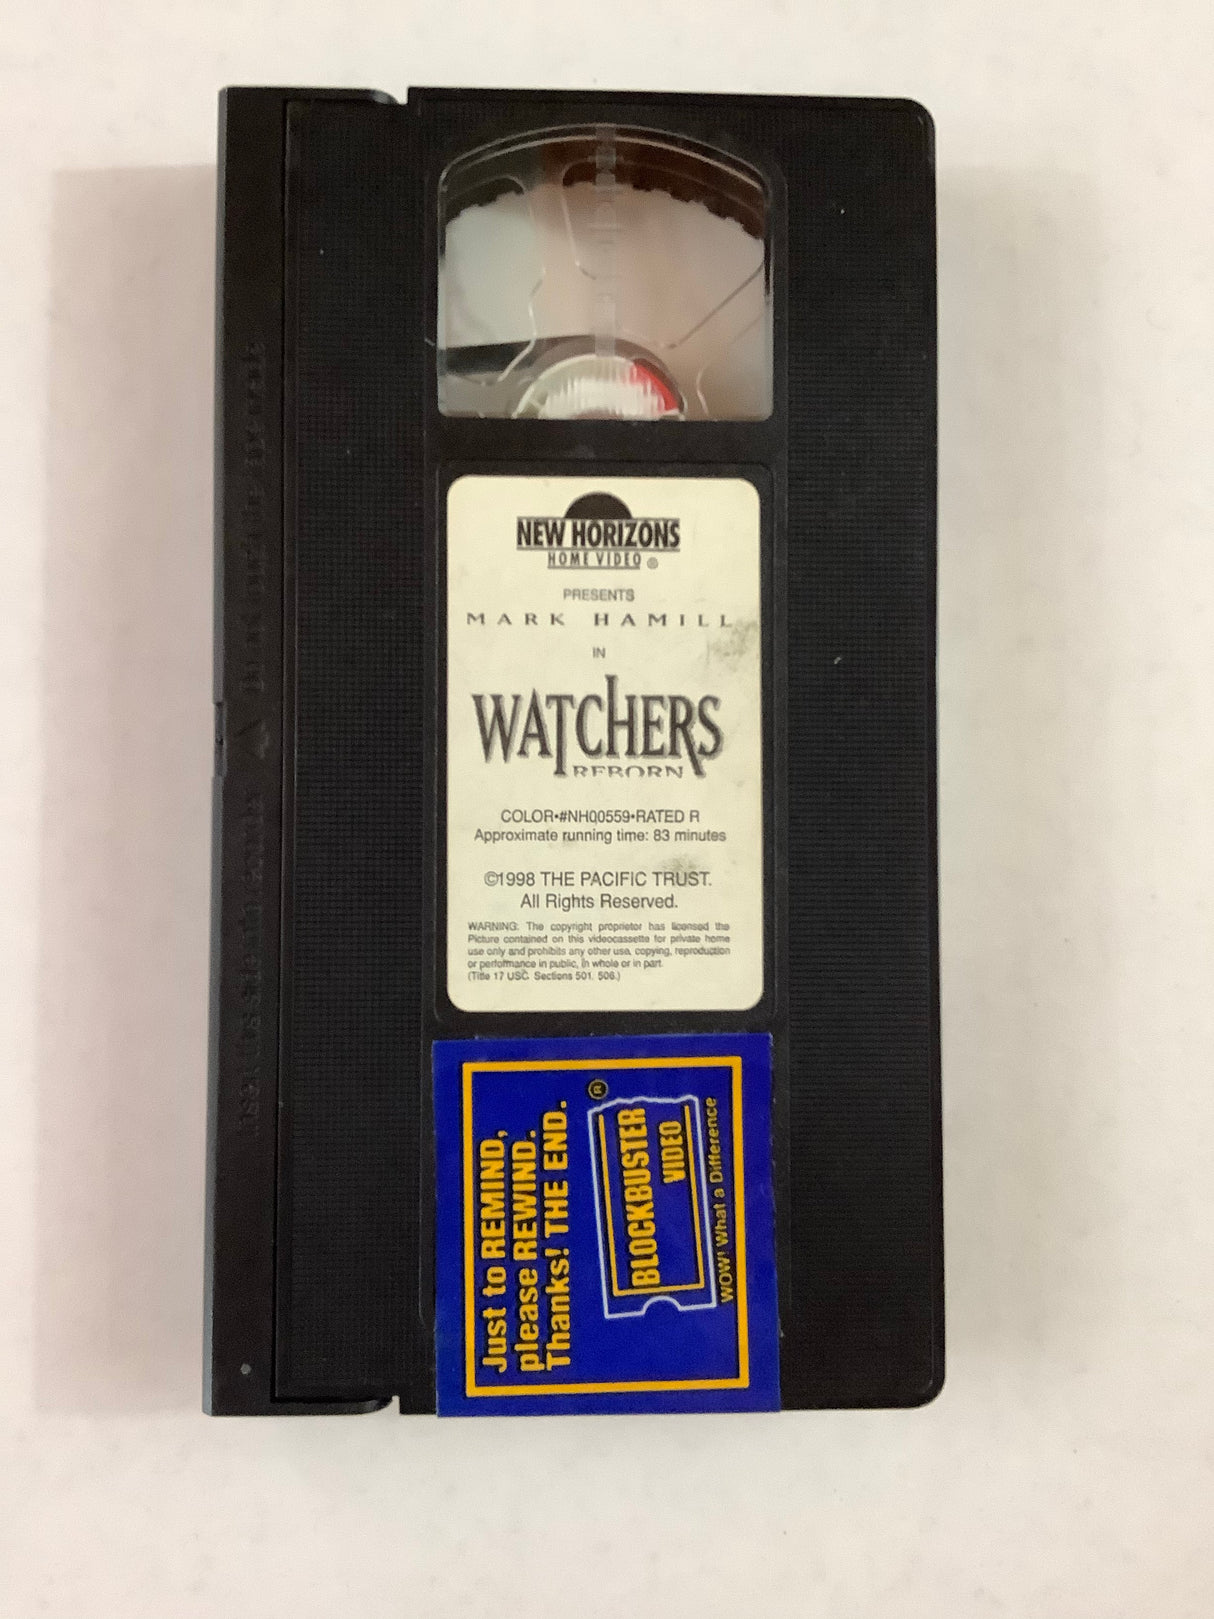 NEW HORIZONS
HOME VIDEO ®
PRESENTS
MARK HAMILL
IN
WATCHERS
REBORN
COLOR•#NH00559•RATED R
Approximate running time: 83 minutes
©1998 THE PACIFIC TRUST.
All Rights Reserved.
WARNING: The copyright proprietor has licensed the
Picture contained on this videocassette for private home
use only and prohibits any other use, copying, reproduction
or performance in public, in whole or in part.
(Title 17 USC. Sections 501, 506.)
Just to REMIND,
please REWIND.
Thanks! THE END.
®
BLOCKBUSTER
VIDEO
WOW! What a Difference